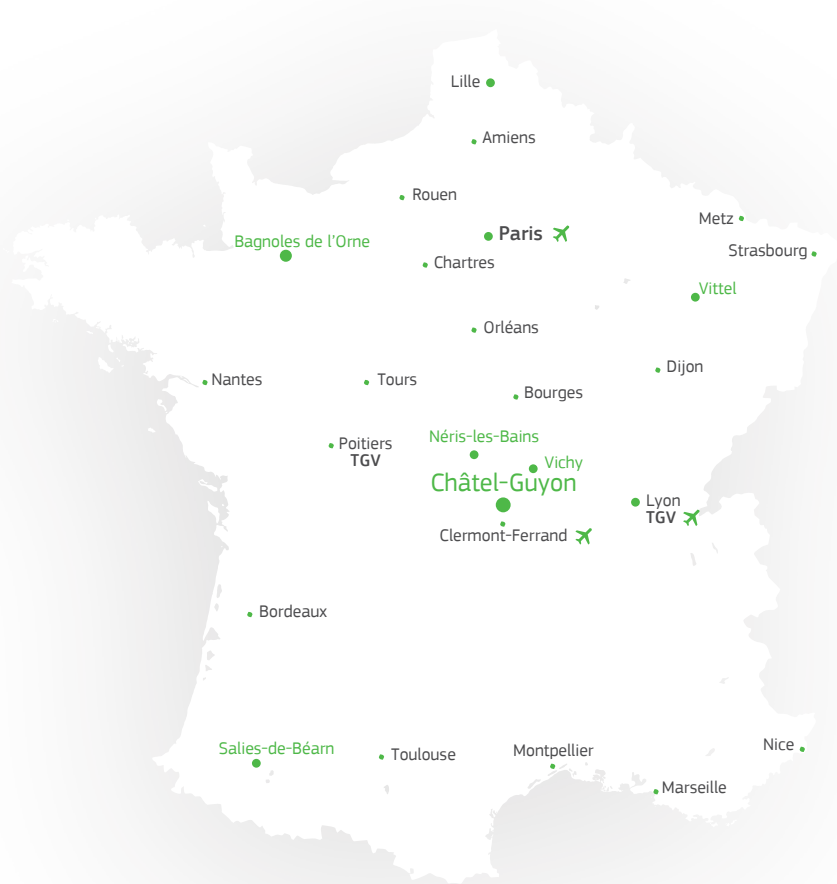 Lille
Amiens
Rouen
Metz
Paris
Bagnoles de l'Orne
Strasbourg
Chartres
Vittel
Orléans
Dijon
Nantes
Tours
Bourges
Néris-les-Bains
Poitiers
TGV
Vichy
Châtel-Guyon
Lyon
TGV
Clermont-Ferrand
Bordeaux
Nice
Salies-de-Béarn
Montpellier
Toulouse
Marseille